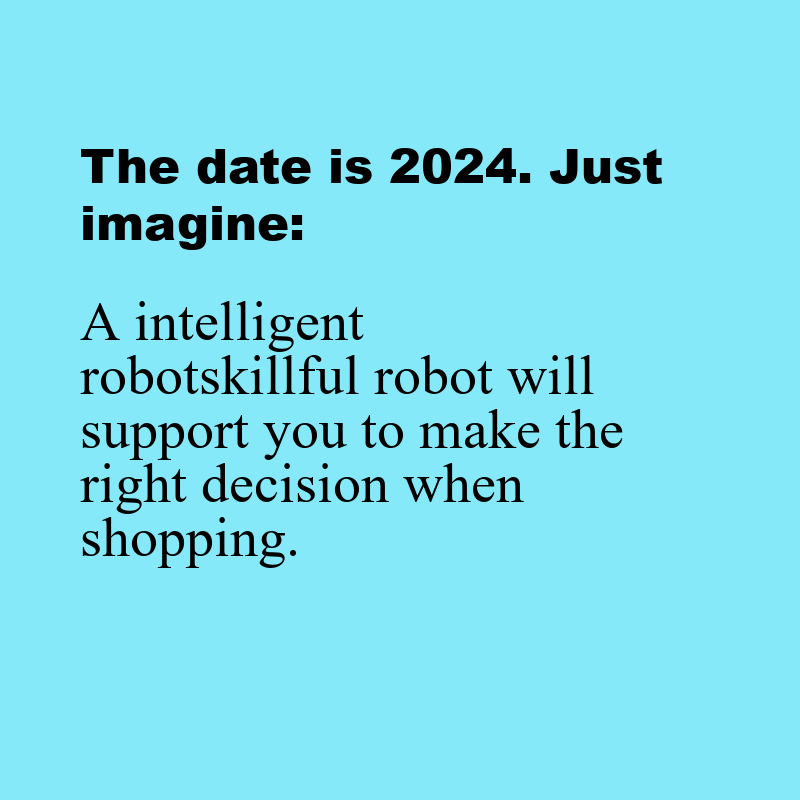 The date is 2024. Just
imagine:
A intelligent
robotskillful robot will
support you to make the
right decision when
shopping.